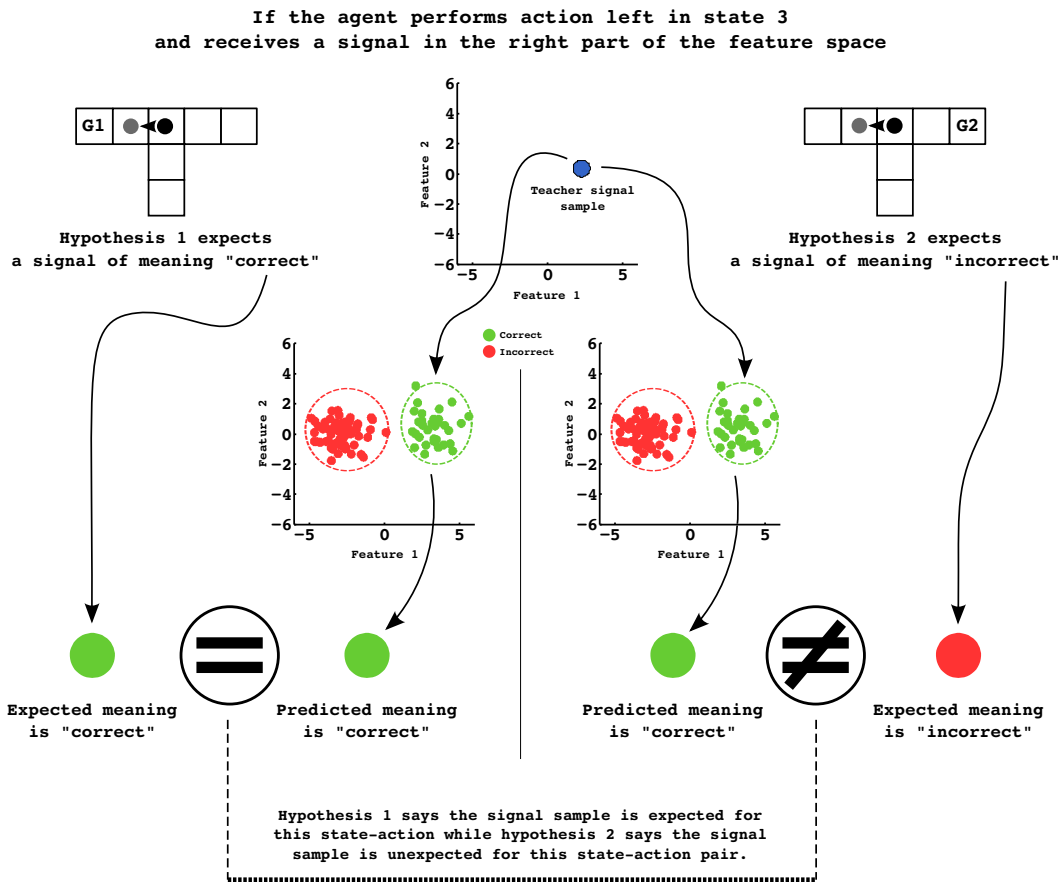 If the agent performs action left in state 3
and receives a signal in the right part of the feature space
G1
Hypothesis 1 expects
a signal of meaning "correct"
6
4
2
0
−2
−4
−6
Feature 2
−5
0
5
Feature 1
Teacher signal
sample
G2
Hypothesis 2 expects
a signal of meaning "incorrect"
Correct
Incorrect
6
4
2
0
−2
−4
−6
Feature 2
−5
0
5
Feature 1
6
4
2
0
−2
−4
−6
Feature 2
−5
0
5
Feature 1
Expected meaning
is "correct"
Predicted meaning
is "correct"
Predicted meaning
is "correct"
Expected meaning
is "incorrect"
Hypothesis 1 says the signal sample is expected for
this state-action while hypothesis 2 says the signal
sample is unexpected for this state-action pair.